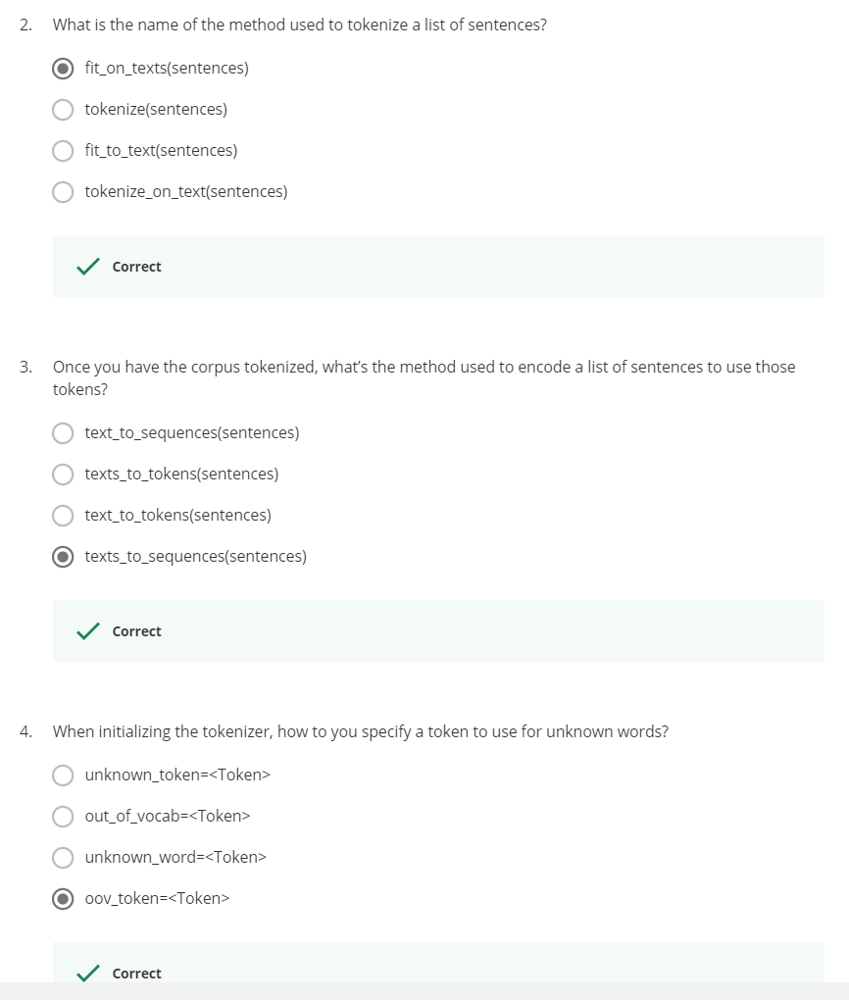 2. What is the name of the method used to tokenize a list of sentences?
fit_on_texts(sentences)
tokenize(sentences)
fit_to_text(sentences)
tokenize_on_text(sentences)
Correct
3. Once you have the corpus tokenized, what's the method used to encode a list of sentences to use those
tokens?
text_to_sequences(sentences)
texts_to_tokens(sentences)
text_to_tokens(sentences)
texts_to_sequences(sentences)
Correct
4. When initializing the tokenizer, how to you specify a token to use for unknown words?
unknown_token=<Token>
out_of_vocab=<Token>
unknown_word=<Token>
oov_token=<Token>
Correct